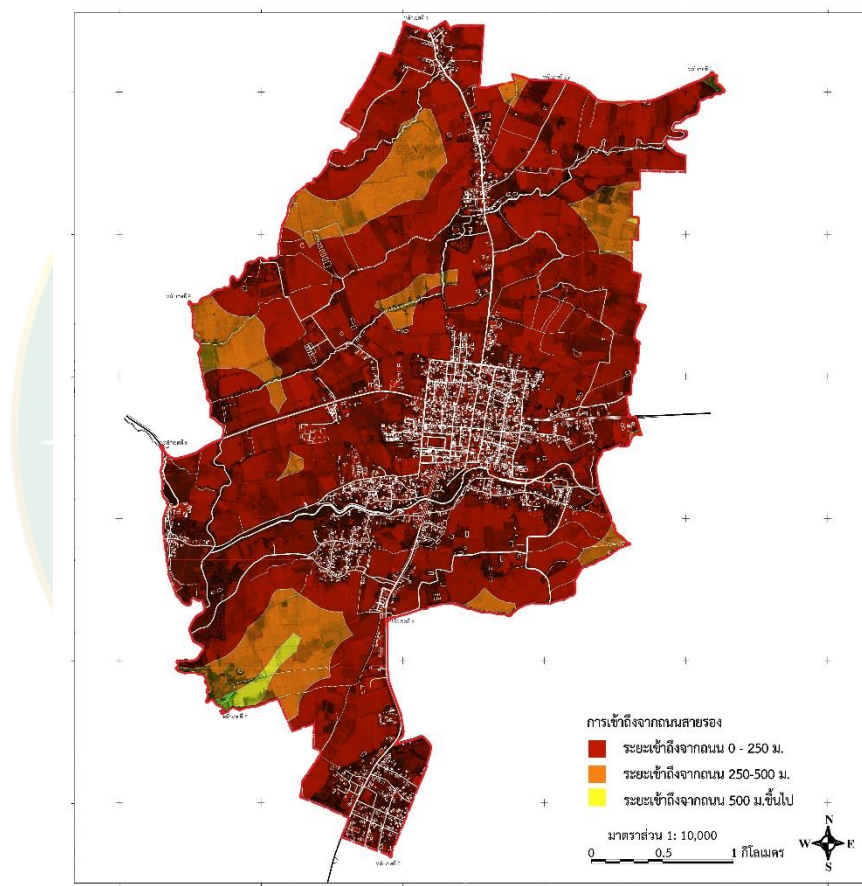 การเข้าถึงจากถนนสายรอง
ระยะเข้าถึงจากถนน 0 - 250 ม.
ระยะเข้าถึงจากถนน 250-500 ม.
ระยะเข้าถึงจากถนน 500 ม.ขึ้นไป
มาตราส่วน 1: 10,000
0 0.5 1 กิโลเมตร
N
W E
S